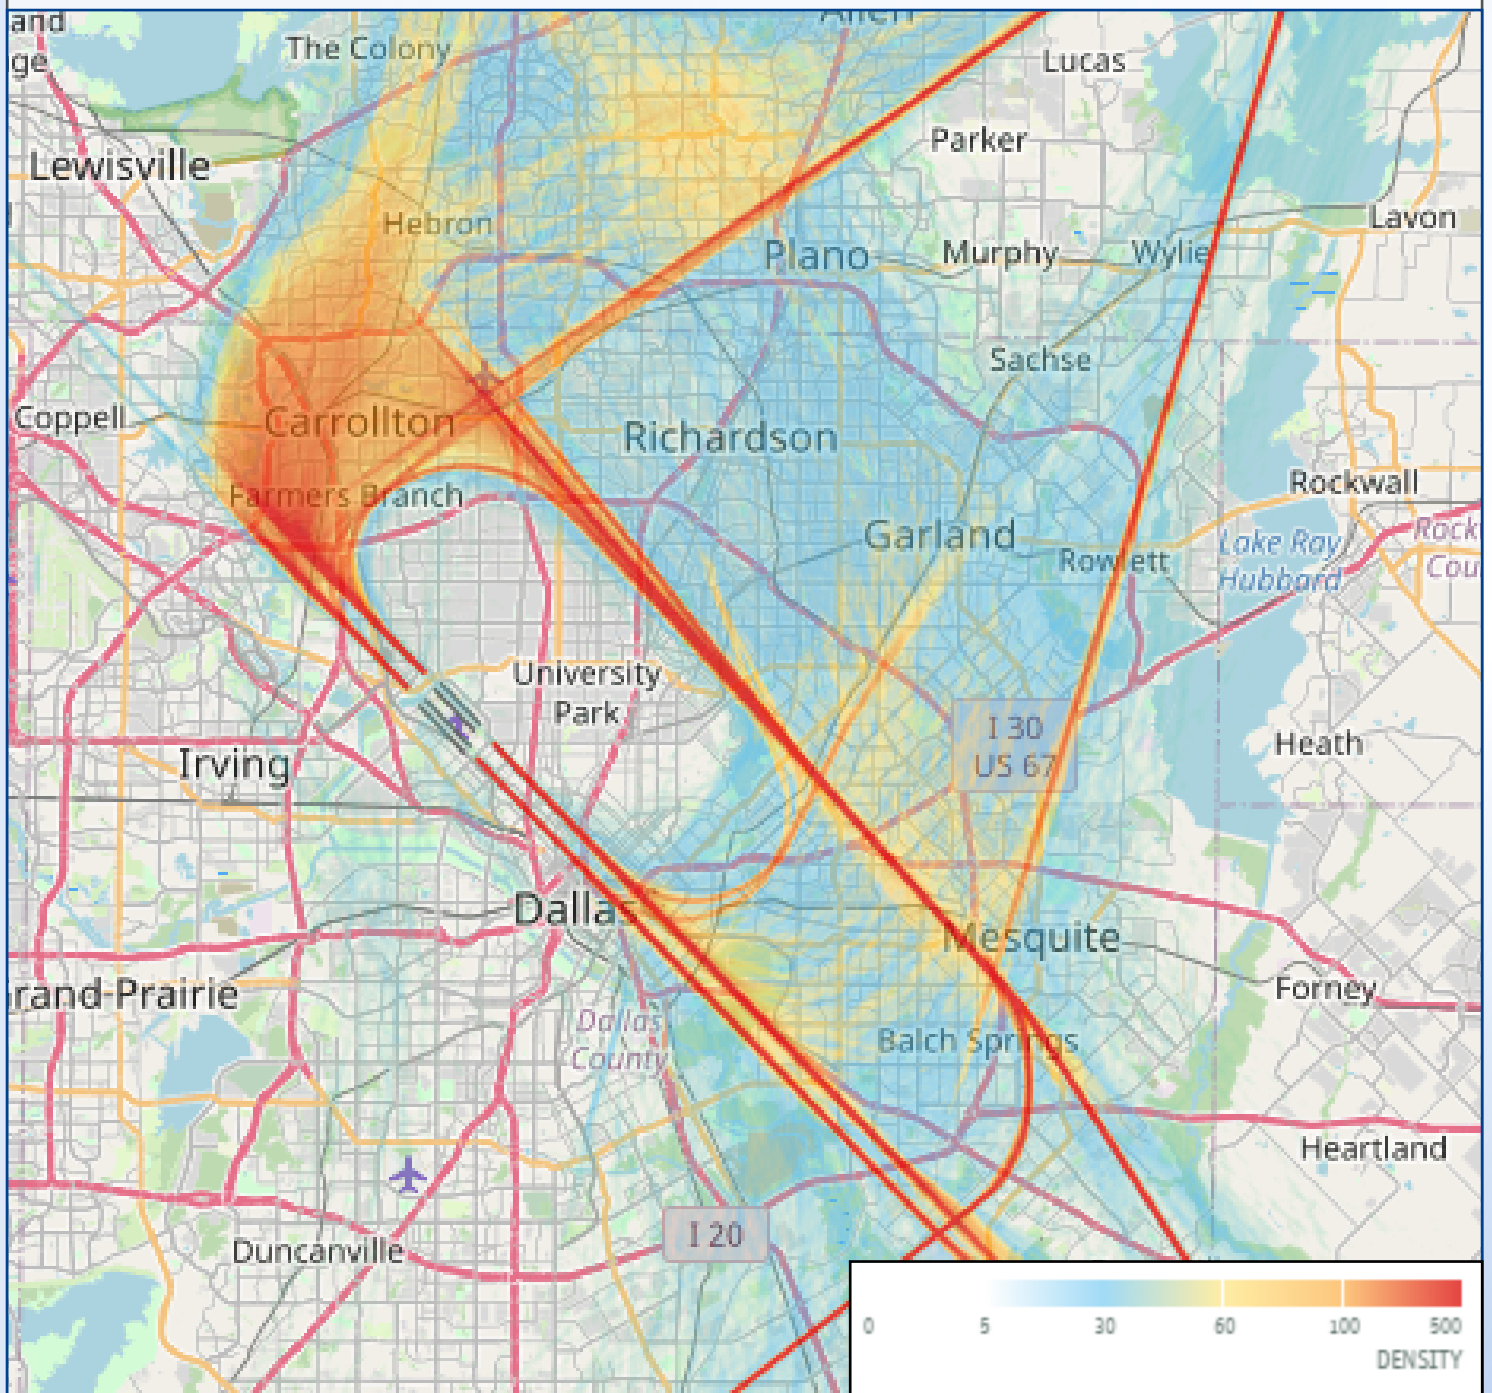 and
The Colony
Allen
ge
Lucas
Parker
Lewisville
Hebron
Lavon
Plano
Murphy
Wylie
Sachse
Coppell
Carrollton
Richardson
Farmers Branch
Rockwall
Garland
Rock
Cou
Lake Ray
Hubbard
Rowlett
University
Park
I 30
US 67
Heath
Irving
Dallas
Mesquite
rand Prairie
Forney
Dallas
County
Balch Springs
Heartland
I 20
Duncanville
0 5 30 60 100 500
DENSITY